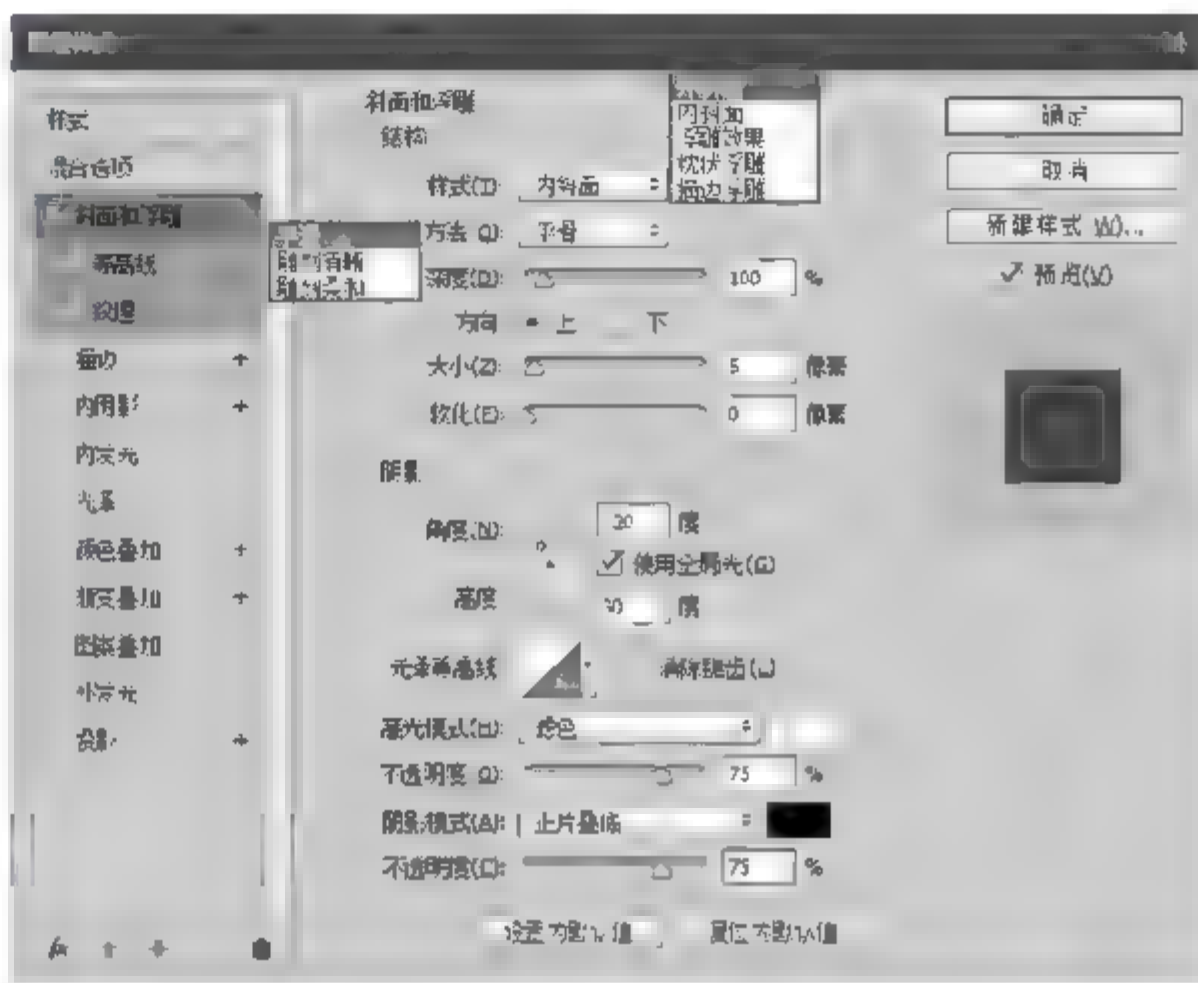 样式
混合选项
斜面和浮雕
等高线
纹理
描边
内阴影
内发光
光泽
颜色叠加
渐变叠加
图案叠加
外发光
投影
fx
斜面和浮雕
结构
样式(T): 内斜面
内斜面
浮雕效果
枕状浮雕
描边浮雕
方法(Q): 平滑
雕刻清晰
雕刻柔和
深度(D): 100 %
方向 上 下
大小(Z): 5 像素
软化(F): 0 像素
阴影
角度(N): 度
使用全局光(G)
高度 30 度
光泽等高线 消除锯齿(L)
高光模式(H): 滤色
不透明度(O): 75 %
阴影模式(A): 正片叠底
不透明度(C): 75 %
设置为默认值 复位为默认值
确定
取消
新建样式(W)...
预览(V)